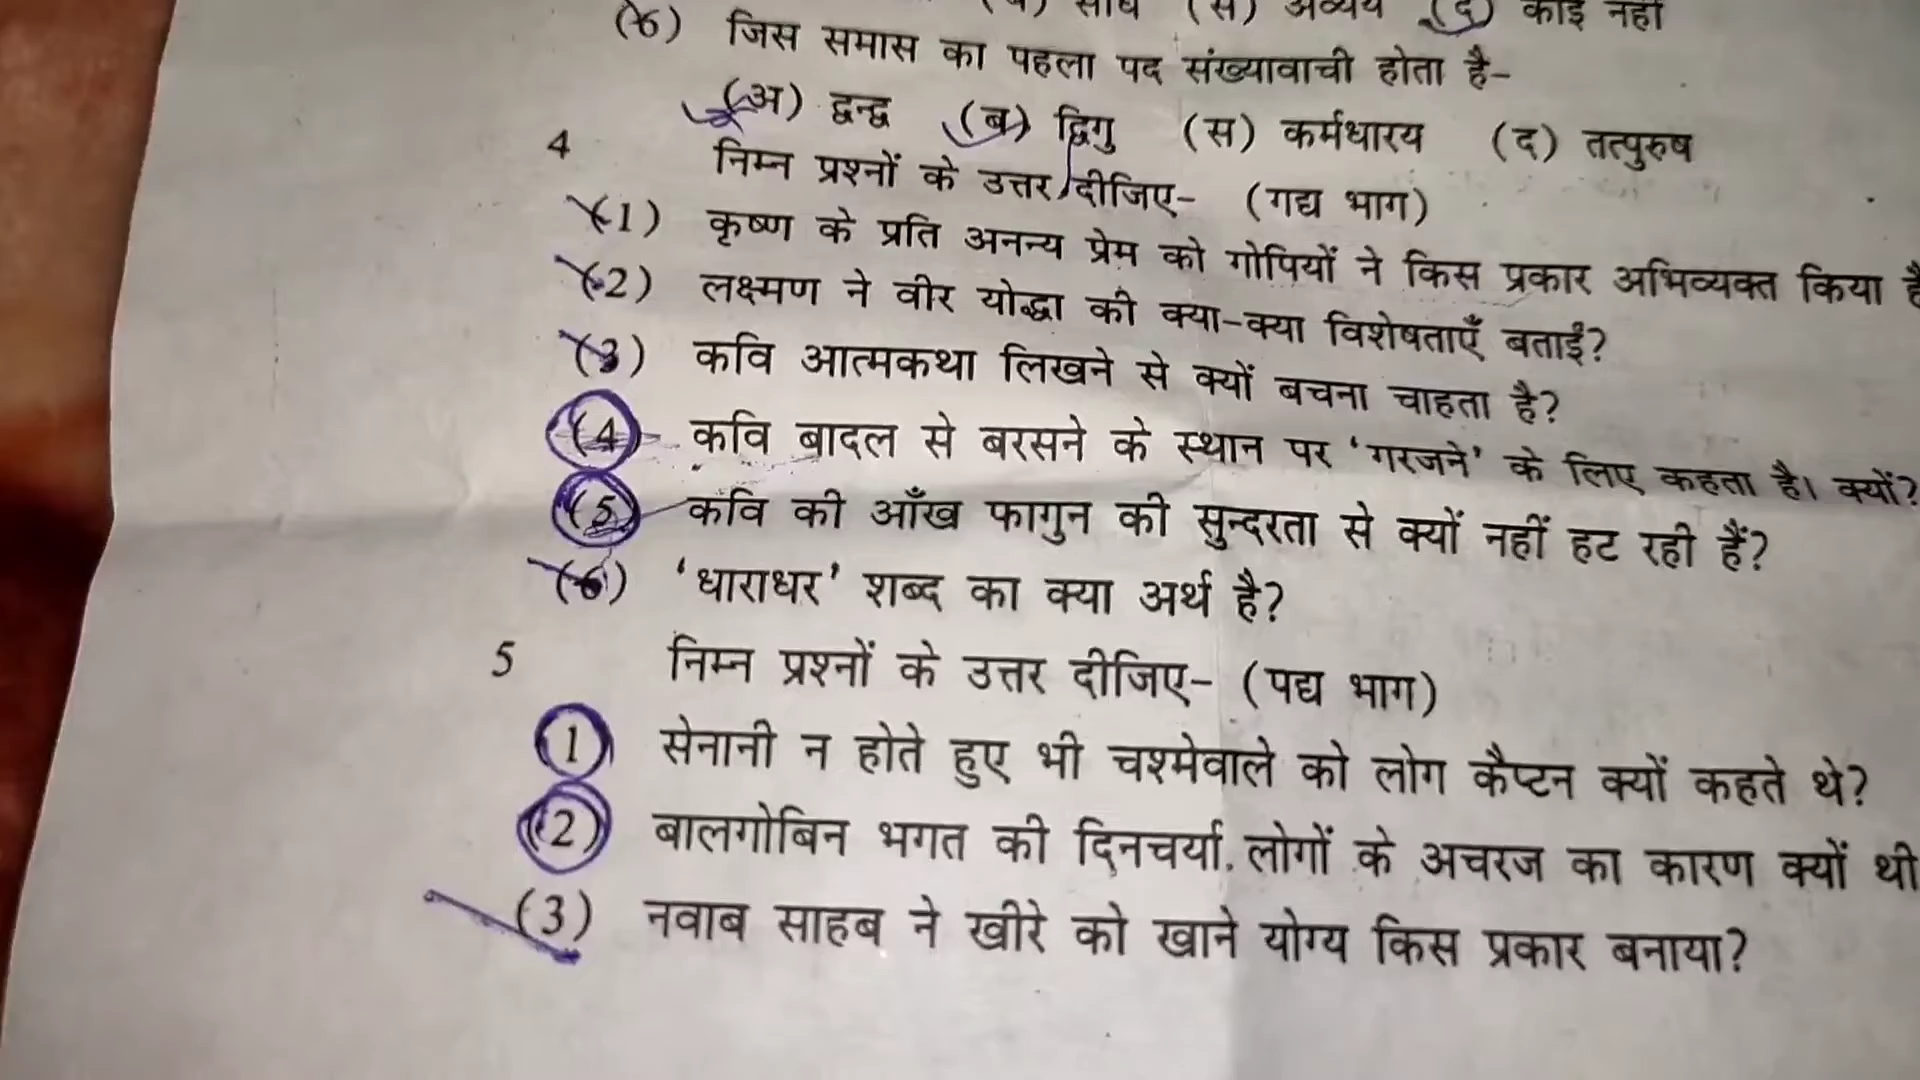 (स) अव्यय (द) कोई नहीं
(6) जिस समास का पहला पद संख्यावाची होता है-
(अ) द्वन्द्व (ब) द्विगु (स) कर्मधारय (द) तत्पुरुष
4 निम्न प्रश्नों के उत्तर दीजिए- (गद्य भाग)
(1) कृष्ण के प्रति अनन्य प्रेम को गोपियों ने किस प्रकार अभिव्यक्त किया है
(2) लक्ष्मण ने वीर योद्धा की क्या-क्या विशेषताएँ बताईं?
(3) कवि आत्मकथा लिखने से क्यों बचना चाहता है?
(4) कवि बादल से बरसने के स्थान पर 'गरजने' के लिए कहता है। क्यों?
(5) कवि की आँख फागुन की सुन्दरता से क्यों नहीं हट रही हैं?
(6) 'धाराधर' शब्द का क्या अर्थ है?
5 निम्न प्रश्नों के उत्तर दीजिए- (पद्य भाग)
(1) सेनानी न होते हुए भी चश्मेवाले को लोग कैप्टन क्यों कहते थे?
(2) बालगोबिन भगत की दिनचर्या लोगों के अचरज का कारण क्यों थी
(3) नवाब साहब ने खीरे को खाने योग्य किस प्रकार बनाया?